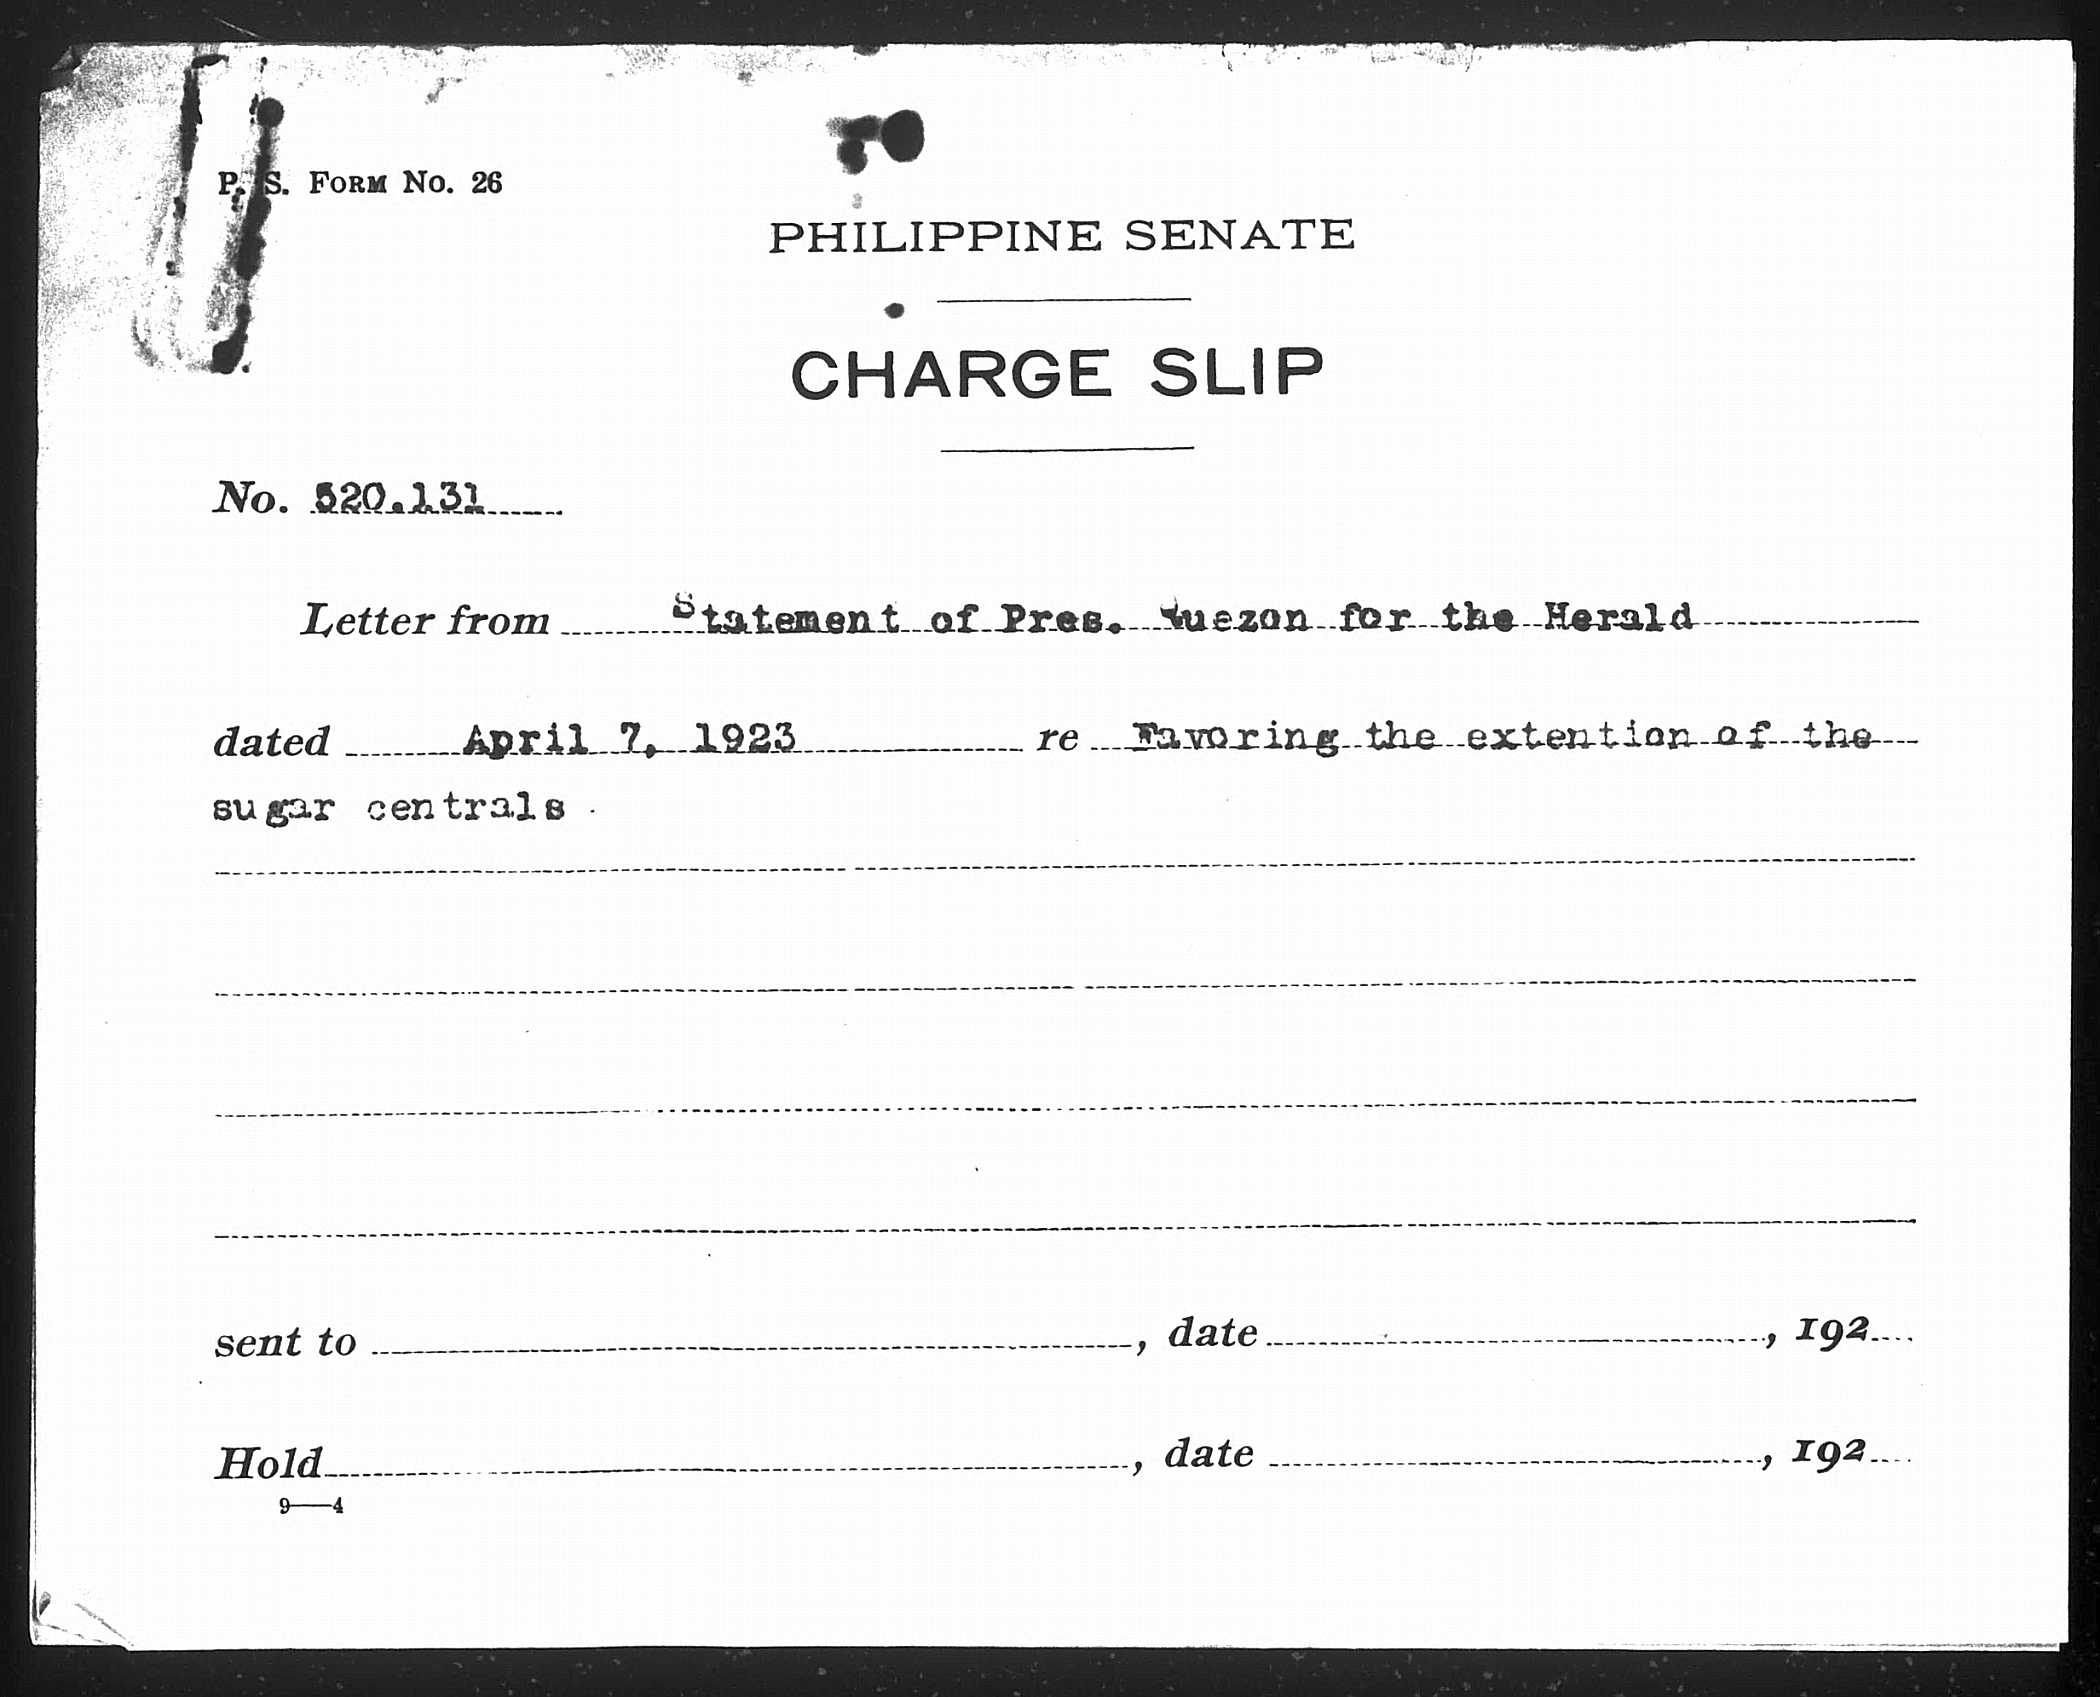 P. S. FORM NO. 26
PHILIPPINE SENATE
CHARGE SLIP
No. 520.131
Letter from Statement of Pres. Quezon for the Herald
dated April 7, 1923 re Favoring the extention of the
sugar centrals
sent to , date , 192
Hold , date , 192
9—4